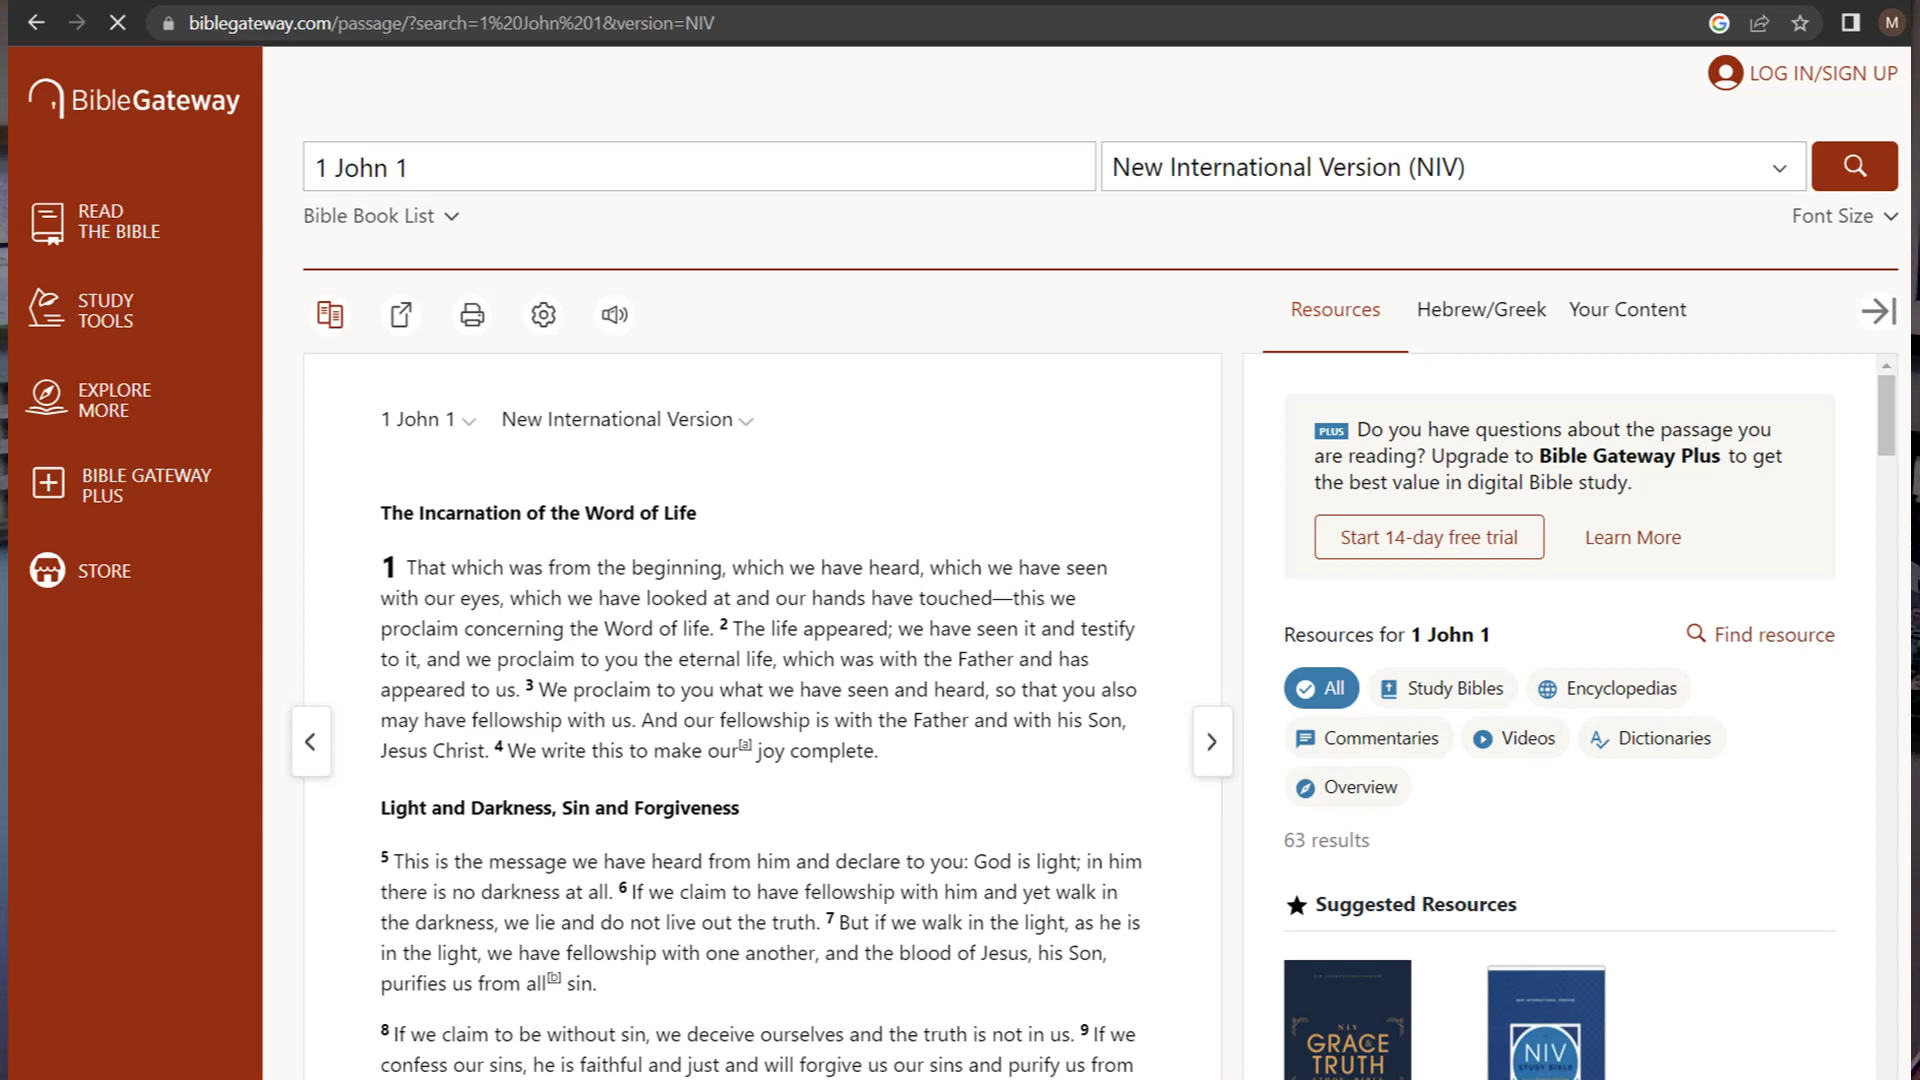 biblegateway.com/passage/?search=1%20John%201&version=NIV
M
BibleGateway
LOG IN/SIGN UP
1 John 1
New International Version (NIV)
Bible Book List
Font Size
READ
THE BIBLE
STUDY
TOOLS
EXPLORE
MORE
BIBLE GATEWAY
PLUS
STORE
Resources
Hebrew/Greek
Your Content
1 John 1
New International Version
The Incarnation of the Word of Life
1 That which was from the beginning, which we have heard, which we have seen
with our eyes, which we have looked at and our hands have touched—this we
proclaim concerning the Word of life. 2 The life appeared; we have seen it and testify
to it, and we proclaim to you the eternal life, which was with the Father and has
appeared to us. 3 We proclaim to you what we have seen and heard, so that you also
may have fellowship with us. And our fellowship is with the Father and with his Son,
Jesus Christ. 4 We write this to make our[a] joy complete.
Light and Darkness, Sin and Forgiveness
5 This is the message we have heard from him and declare to you: God is light; in him
there is no darkness at all. 6 If we claim to have fellowship with him and yet walk in
the darkness, we lie and do not live out the truth. 7 But if we walk in the light, as he is
in the light, we have fellowship with one another, and the blood of Jesus, his Son,
purifies us from all[b] sin.
8 If we claim to be without sin, we deceive ourselves and the truth is not in us. 9 If we
confess our sins, he is faithful and just and will forgive us our sins and purify us from
PLUS Do you have questions about the passage you
are reading? Upgrade to Bible Gateway Plus to get
the best value in digital Bible study.
Start 14-day free trial
Learn More
Resources for 1 John 1
Find resource
All
Study Bibles
Encyclopedias
Commentaries
Videos
Dictionaries
Overview
63 results
Suggested Resources
NIV
GRACE
&
TRUTH
STUDY BIBLE
NIV
STUDY BIBLE